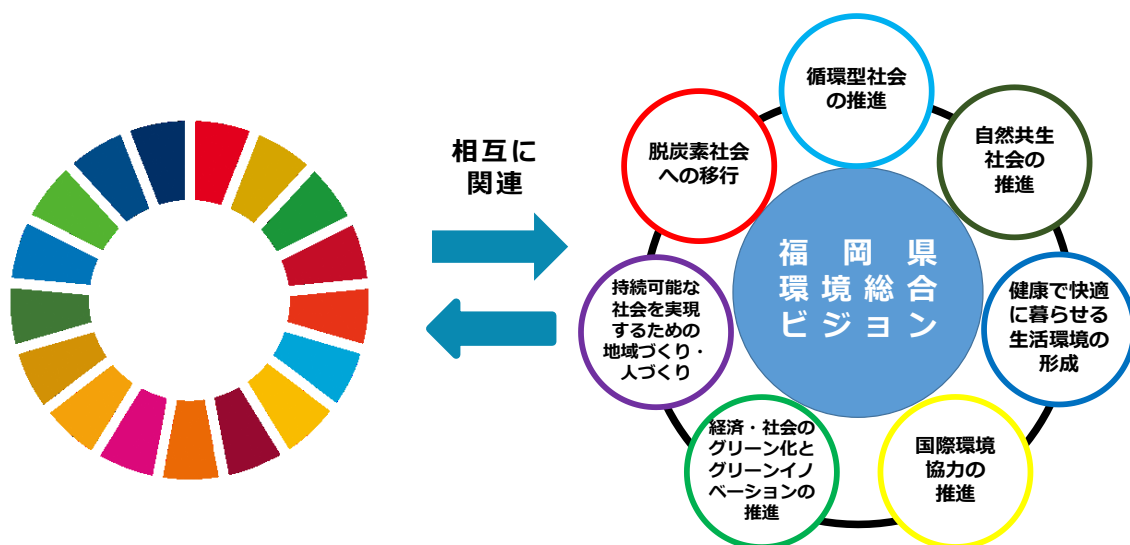 相互に
関連
福岡県
環境総合
ビジョン
循環型社会
の推進
自然共生
社会の
推進
健康で快適
に暮らせる
生活環境の
形成
国際環境
協力の
推進
経済・社会の
グリーン化と
グリーンイノ
ベーションの
推進
持続可能な
社会を実現
するための
地域づくり・
人づくり
脱炭素社会
への移行